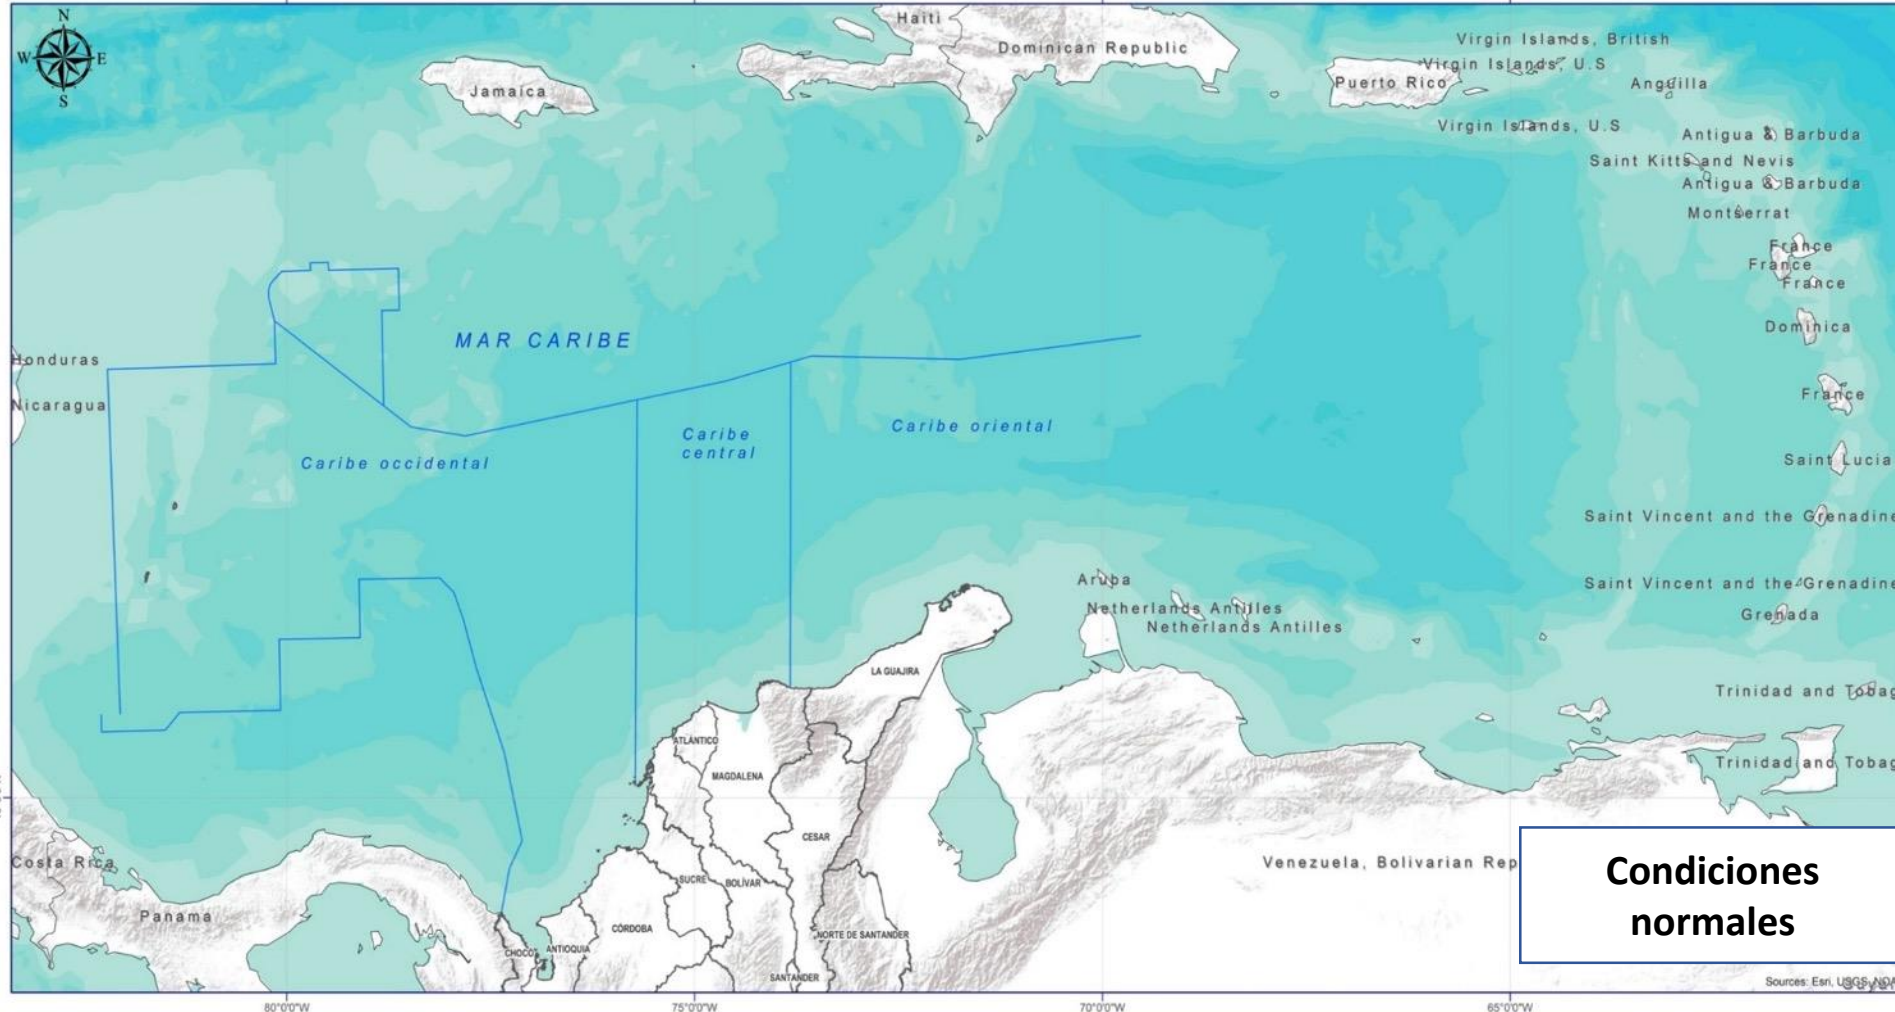 N
W E
S
Haiti
Dominican Republic
Jamaica
Puerto Rico
Virgin Islands, British
Virgin Islands, U.S
Anguilla
Virgin Islands, U.S
Antigua & Barbuda
Saint Kitts and Nevis
Antigua & Barbuda
Montserrat
France
France
France
Dominica
MAR CARIBE
Honduras
Nicaragua
France
Caribe occidental
Caribe
central
Caribe oriental
Saint Lucia
Saint Vincent and the Grenadine
Aruba
Saint Vincent and the Grenadine
Netherlands Antilles
Netherlands Antilles
Grenada
LA GUAJIRA
Trinidad and Tobag
ATLÁNTICO
MAGDALENA
Trinidad and Tobag
CESAR
Costa Rica
Venezuela, Bolivarian Rep
SUCRE
BOLÍVAR
Panama
CÓRDOBA
NORTE DE SANTANDER
CHOCÓ
ANTIOQUIA
SANTANDER
Condiciones
normales
Sources: Esri, USGS, NOA
80°0'0"W 75°0'0"W 70°0'0"W 65°0'0"W